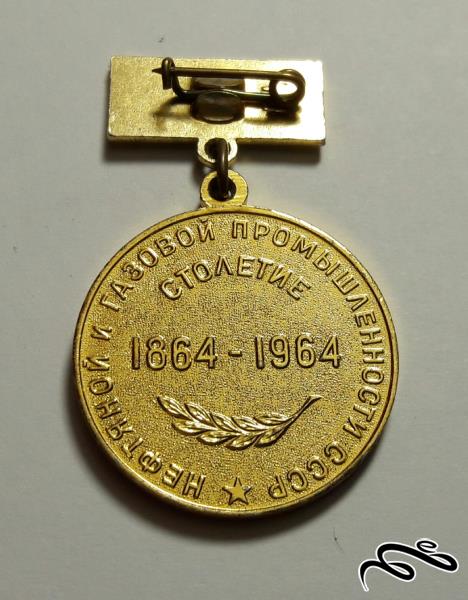 СТОЛЕТИЕ
НЕФТЯНОЙ И ГАЗОВОЙ ПРОМЫШЛЕННОСТИ СССР
1864-1964